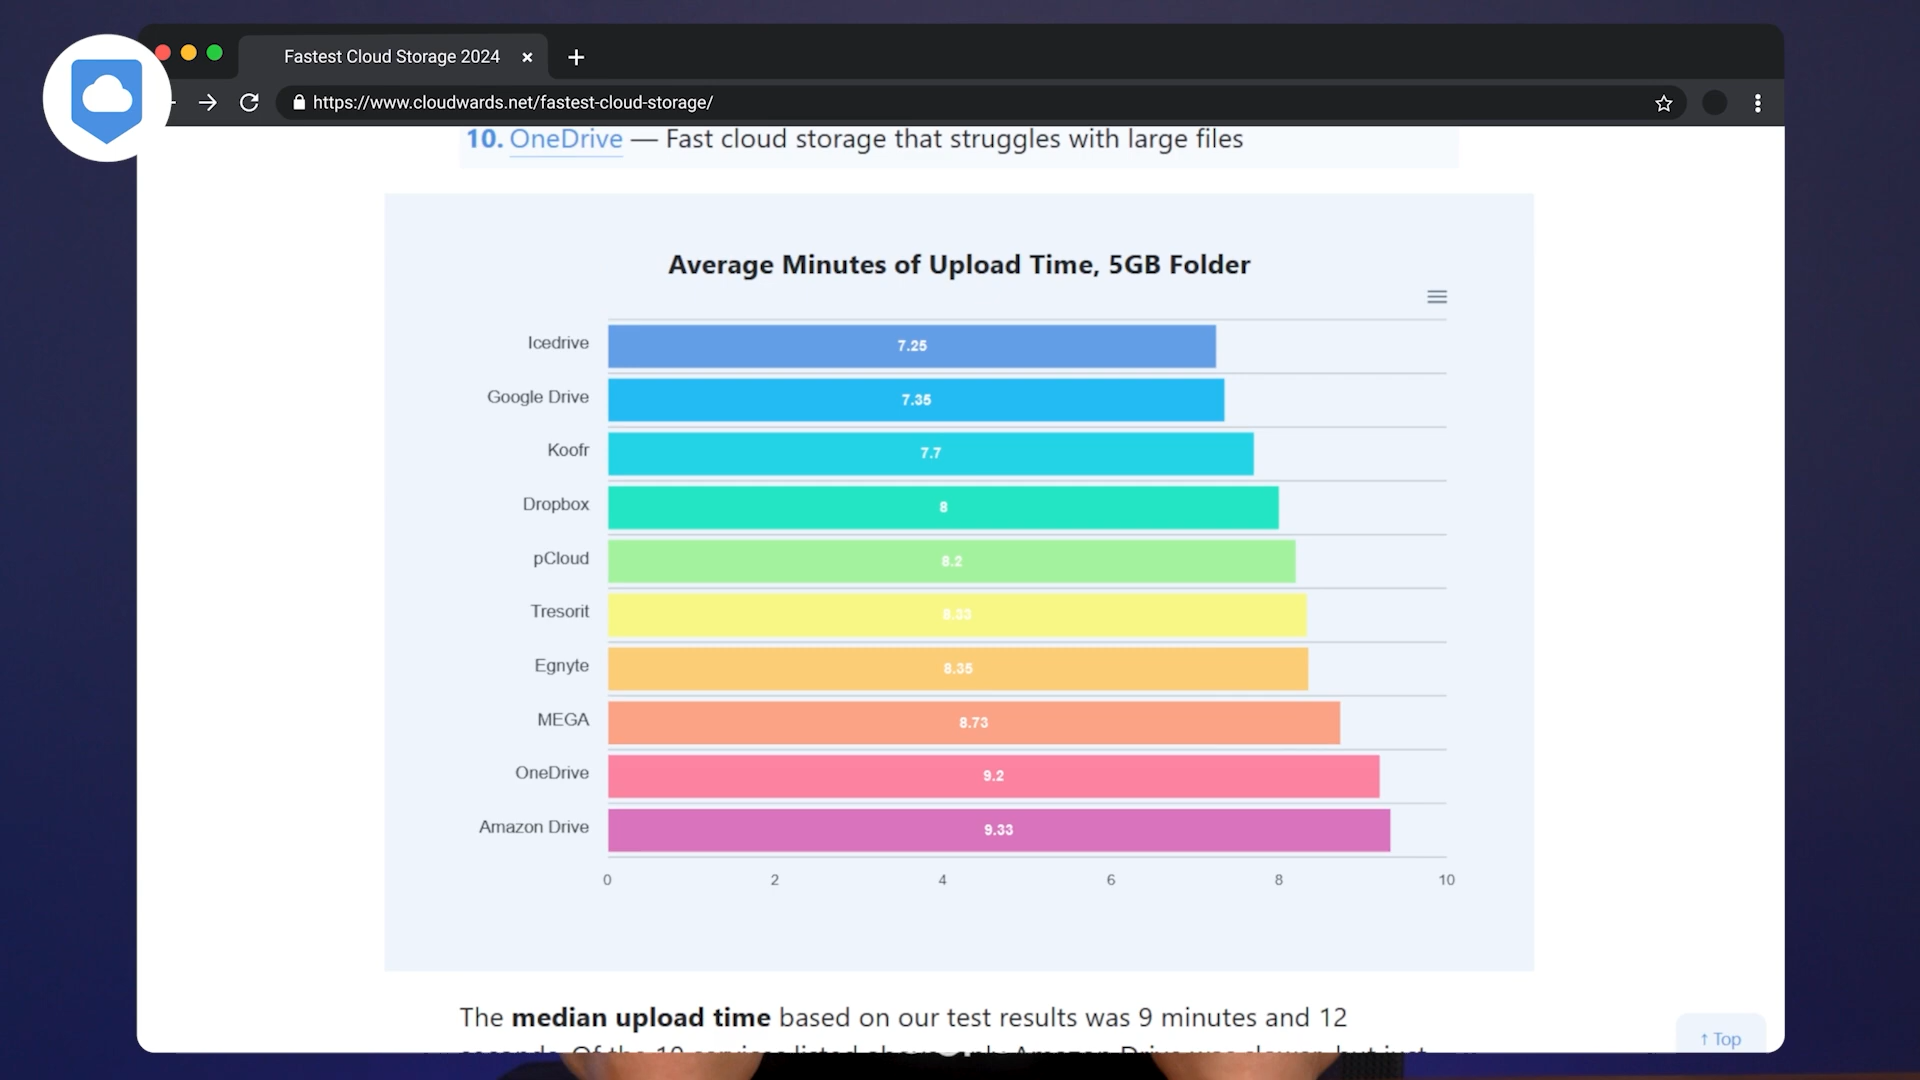 Fastest Cloud Storage 2024
https://www.cloudwards.net/fastest-cloud-storage/
10. OneDrive — Fast cloud storage that struggles with large files
Average Minutes of Upload Time, 5GB Folder
Icedrive 7.25
Google Drive 7.35
Koofr 7.7
Dropbox 8
pCloud 8.2
Tresorit 8.33
Egnyte 8.35
MEGA 8.73
OneDrive 9.2
Amazon Drive 9.33
0 2 4 6 8 10
The median upload time based on our test results was 9 minutes and 12
↑ Top